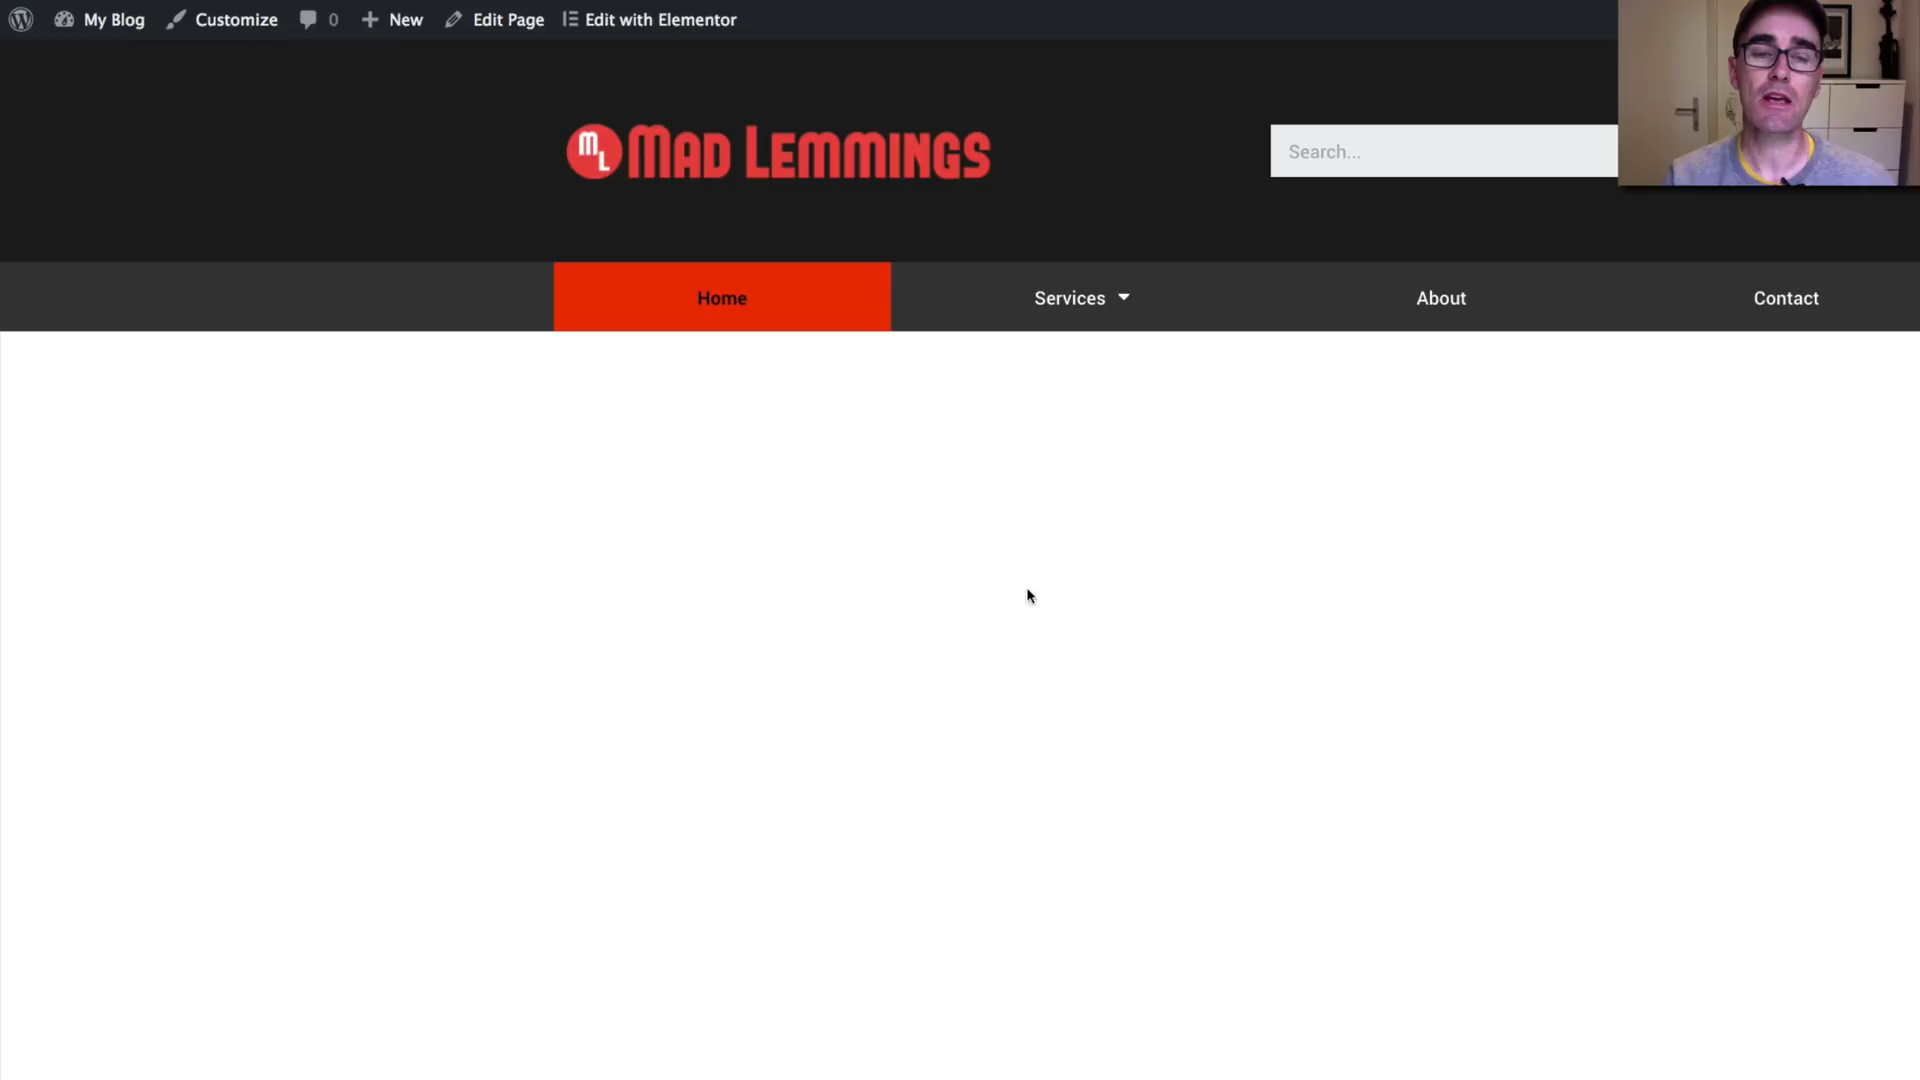 My Blog Customize 0 New Edit Page Edit with Elementor
ML Mad Lemmings
Search...
Home Services About Contact